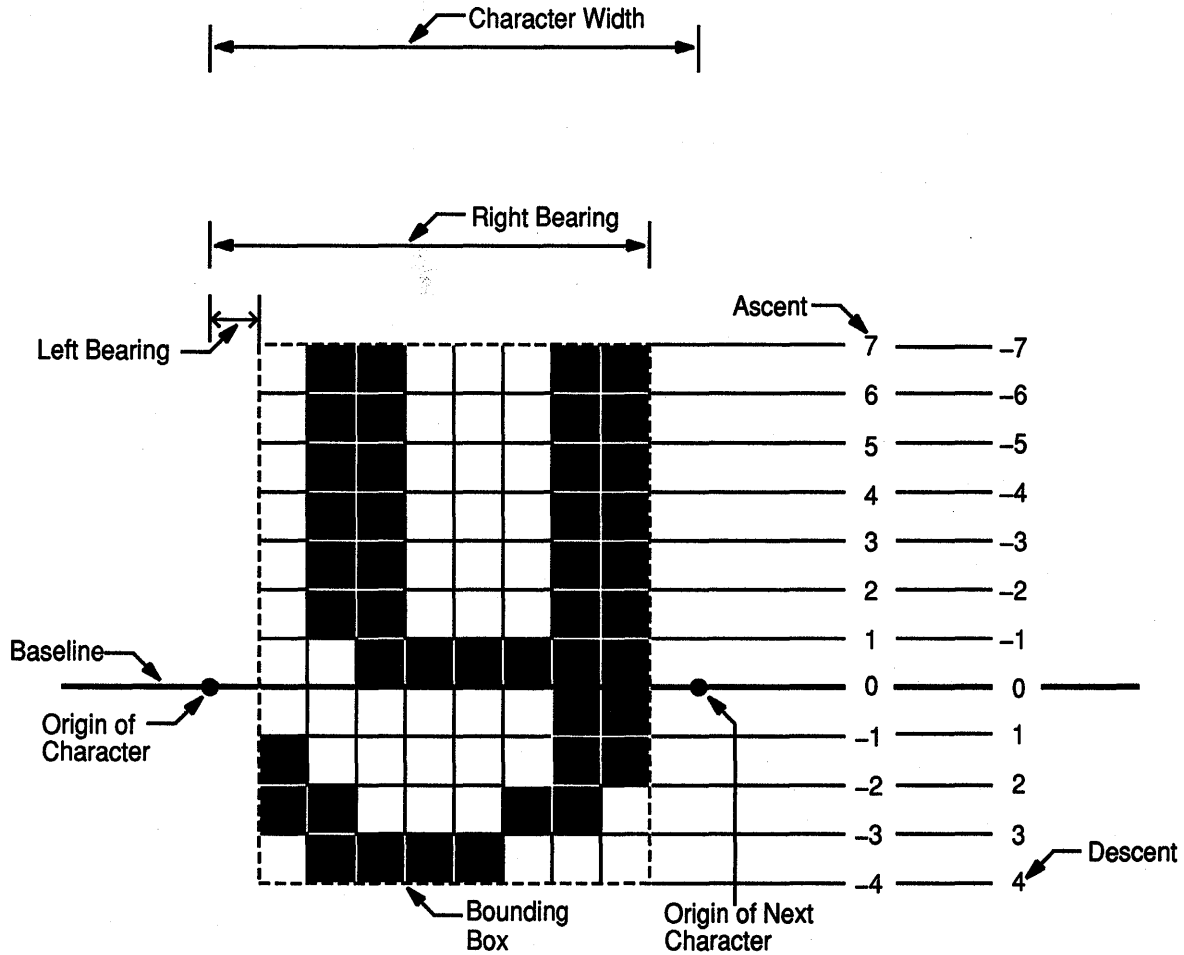 Character Width
Right Bearing
Ascent
Left Bearing
7 −7
6 −6
5 −5
4 −4
3 −3
2 −2
1 −1
Baseline
0 0
Origin of
Character
−1 1
−2 2
−3 3
Descent
−4 4
Bounding
Box
Origin of Next
Character